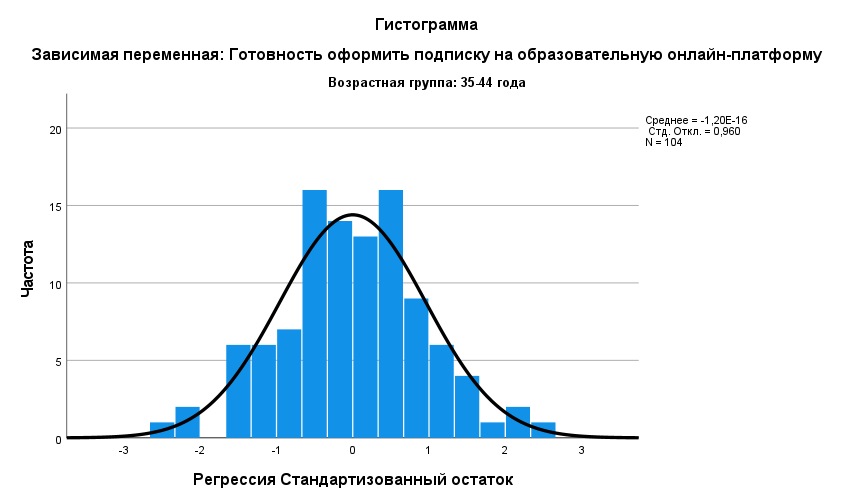 Гистограмма
Зависимая переменная: Готовность оформить подписку на образовательную онлайн-платформу
Возрастная группа: 35-44 года
Среднее = -1,20E-16
Стд. Откл. = 0,960
N = 104
Частота
20
15
10
5
0
-3 -2 -1 0 1 2 3
Регрессия Стандартизованный остаток